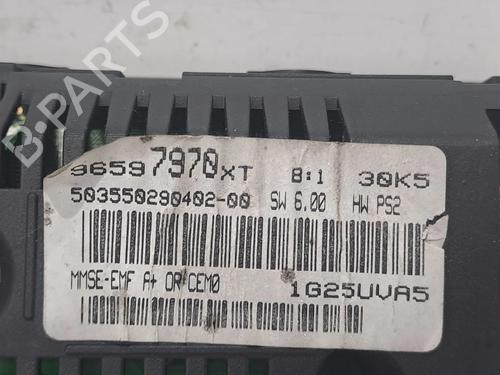 B-PARTS
96597970XT 8:1 30K5
503550290402-00 SW 6.00 HW PS2
MMSE-EMF A+ OR CEM0
1G25UVA5